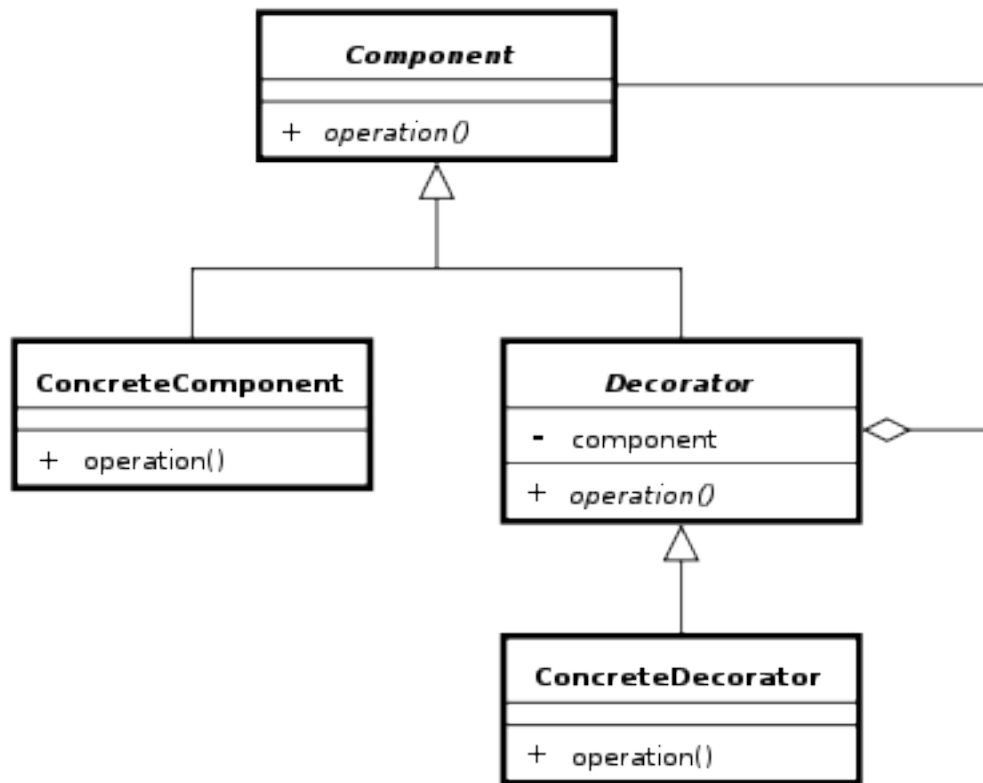 Component
+ operation()
ConcreteComponent
+ operation()
Decorator
- component
+ operation()
ConcreteDecorator
+ operation()